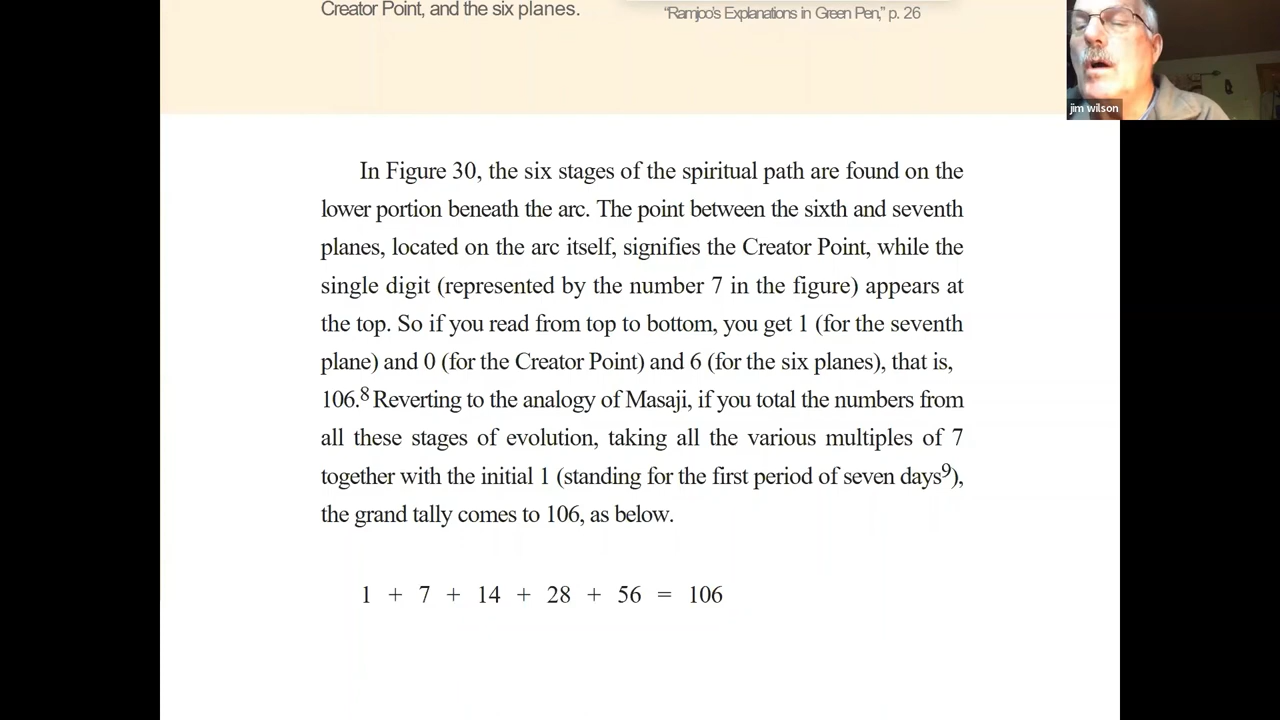 Creator Point, and the six planes.
"Ramjoo's Explanations in Green Pen," p. 26
jim wilson
In Figure 30, the six stages of the spiritual path are found on the
lower portion beneath the arc. The point between the sixth and seventh
planes, located on the arc itself, signifies the Creator Point, while the
single digit (represented by the number 7 in the figure) appears at
the top. So if you read from top to bottom, you get 1 (for the seventh
plane) and 0 (for the Creator Point) and 6 (for the six planes), that is,
106.8 Reverting to the analogy of Masaji, if you total the numbers from
all these stages of evolution, taking all the various multiples of 7
together with the initial 1 (standing for the first period of seven days9),
the grand tally comes to 106, as below.
1 + 7 + 14 + 28 + 56 = 106